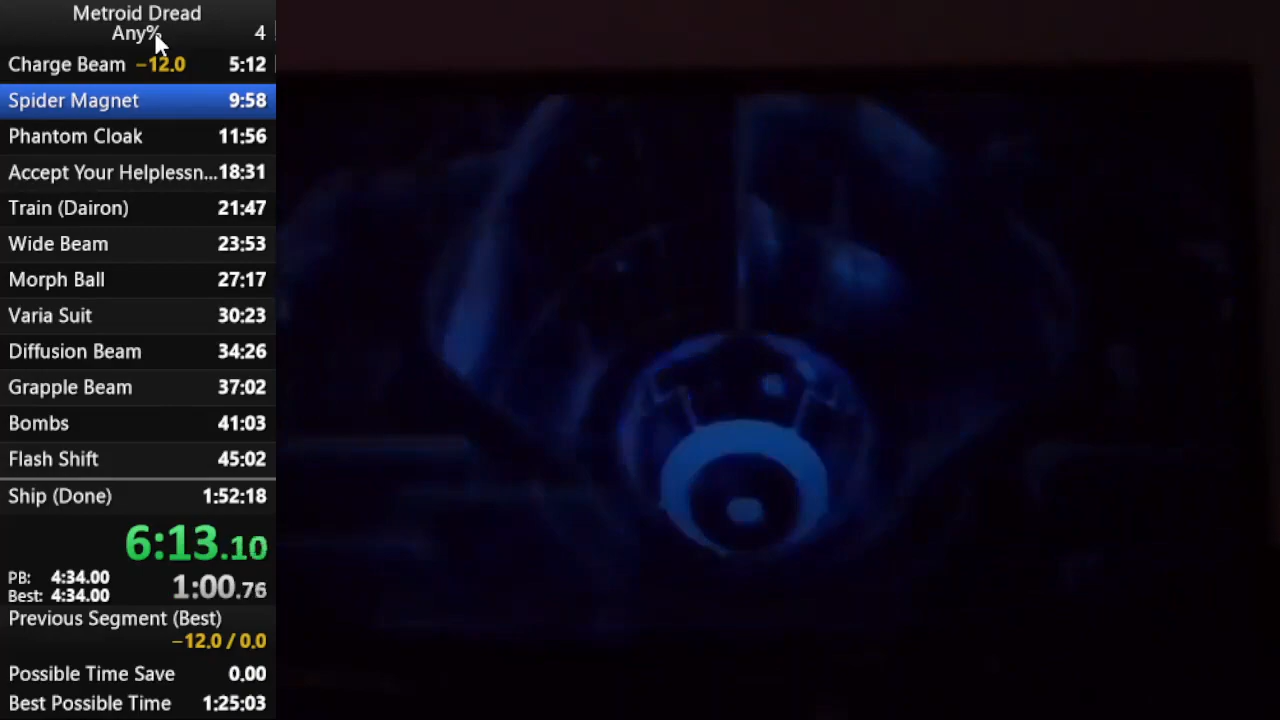 Metroid Dread
Any% 4
Charge Beam −12.0 5:12
Spider Magnet 9:58
Phantom Cloak 11:56
Accept Your Helplessn... 18:31
Train (Dairon) 21:47
Wide Beam 23:53
Morph Ball 27:17
Varia Suit 30:23
Diffusion Beam 34:26
Grapple Beam 37:02
Bombs 41:03
Flash Shift 45:02
Ship (Done) 1:52:18
6:13.10
PB: 4:34.00
Best: 4:34.00 1:00.76
Previous Segment (Best)
−12.0 / 0.0
Possible Time Save 0.00
Best Possible Time 1:25:03